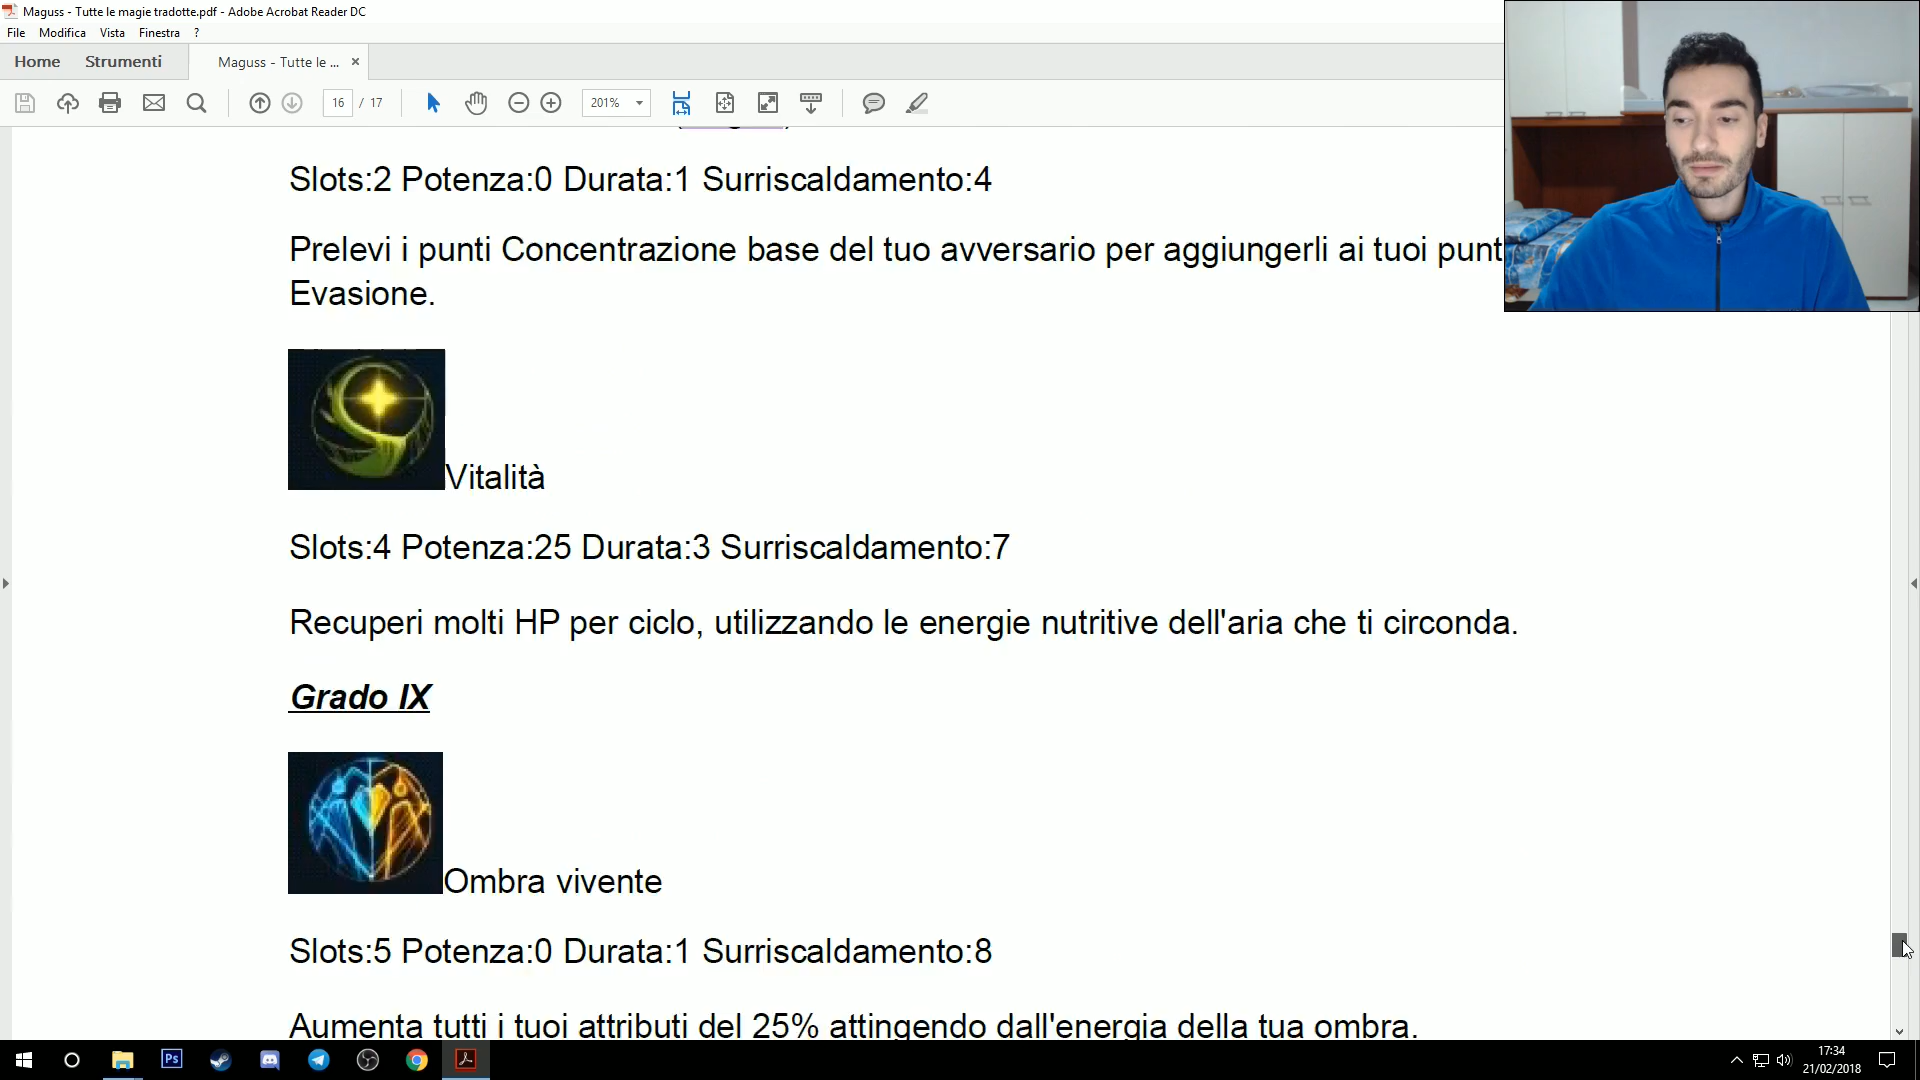 Maguss - Tutte le magie tradotte.pdf - Adobe Acrobat Reader DC
File Modifica Vista Finestra ?
Home Strumenti Maguss - Tutte le ... ×
16 / 17 201%
Slots:2 Potenza:0 Durata:1 Surriscaldamento:4
Prelevi i punti Concentrazione base del tuo avversario per aggiungerli ai tuoi punt
Evasione.
Vitalità
Slots:4 Potenza:25 Durata:3 Surriscaldamento:7
Recuperi molti HP per ciclo, utilizzando le energie nutritive dell'aria che ti circonda.
Grado IX
Ombra vivente
Slots:5 Potenza:0 Durata:1 Surriscaldamento:8
Aumenta tutti i tuoi attributi del 25% attingendo dall'energia della tua ombra.
Ps
17:34
21/02/2018